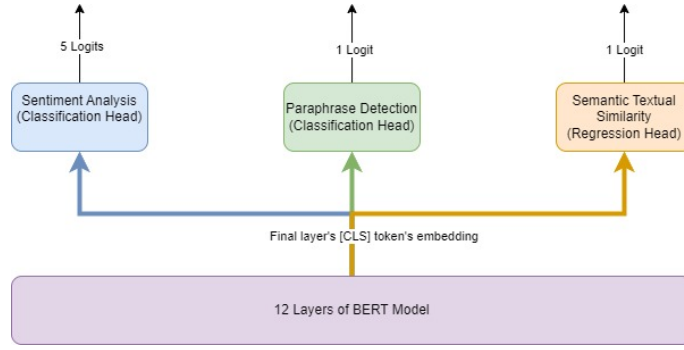 5 Logits
1 Logit
1 Logit
Sentiment Analysis
(Classification Head)
Paraphrase Detection
(Classification Head)
Semantic Textual
Similarity
(Regression Head)
Final layer's [CLS] token's embedding
12 Layers of BERT Model